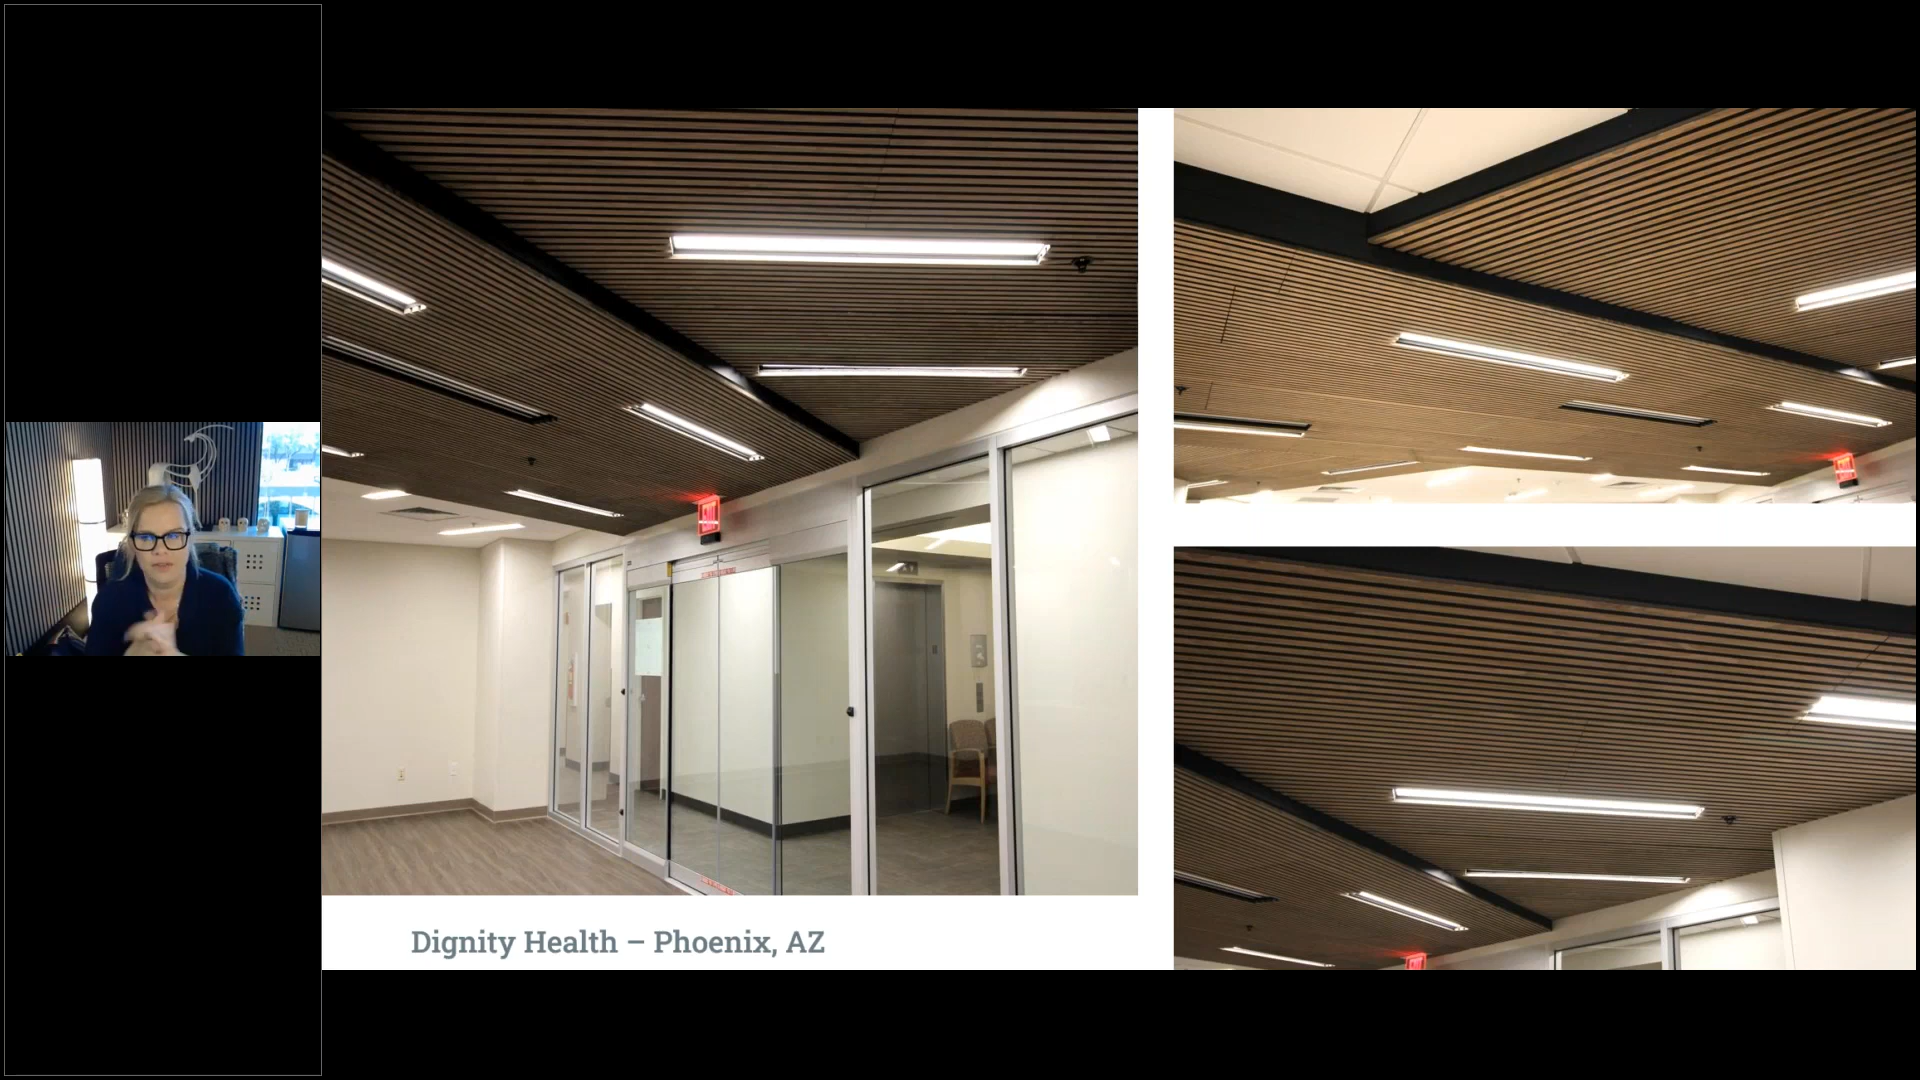 Dignity Health – Phoenix, AZ